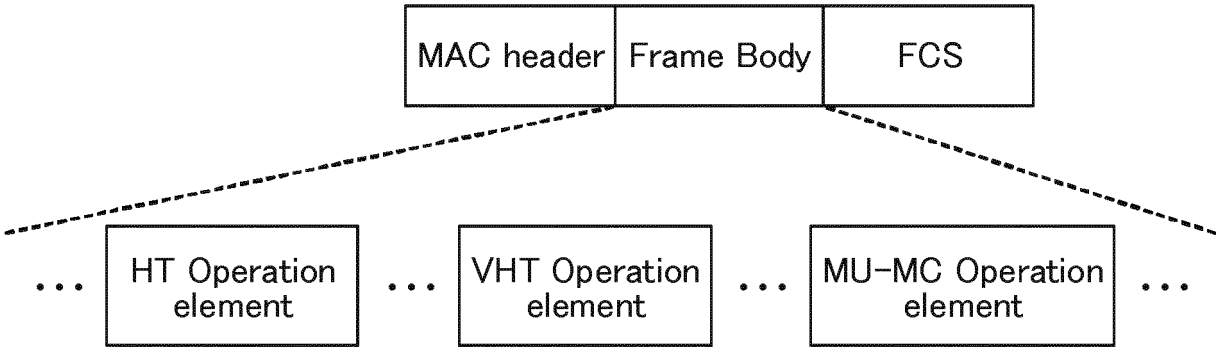 MAC header Frame Body FCS
... HT Operation ... VHT Operation ... MU-MC Operation ...
element element element